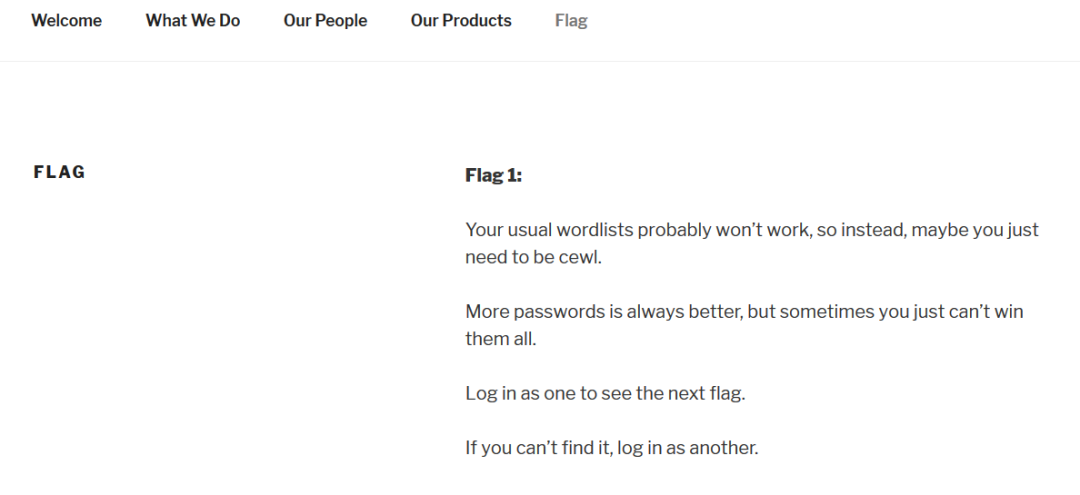 Welcome What We Do Our People Our Products Flag
FLAG
Flag 1:
Your usual wordlists probably won't work, so instead, maybe you just
need to be cewl.
More passwords is always better, but sometimes you just can't win
them all.
Log in as one to see the next flag.
If you can't find it, log in as another.